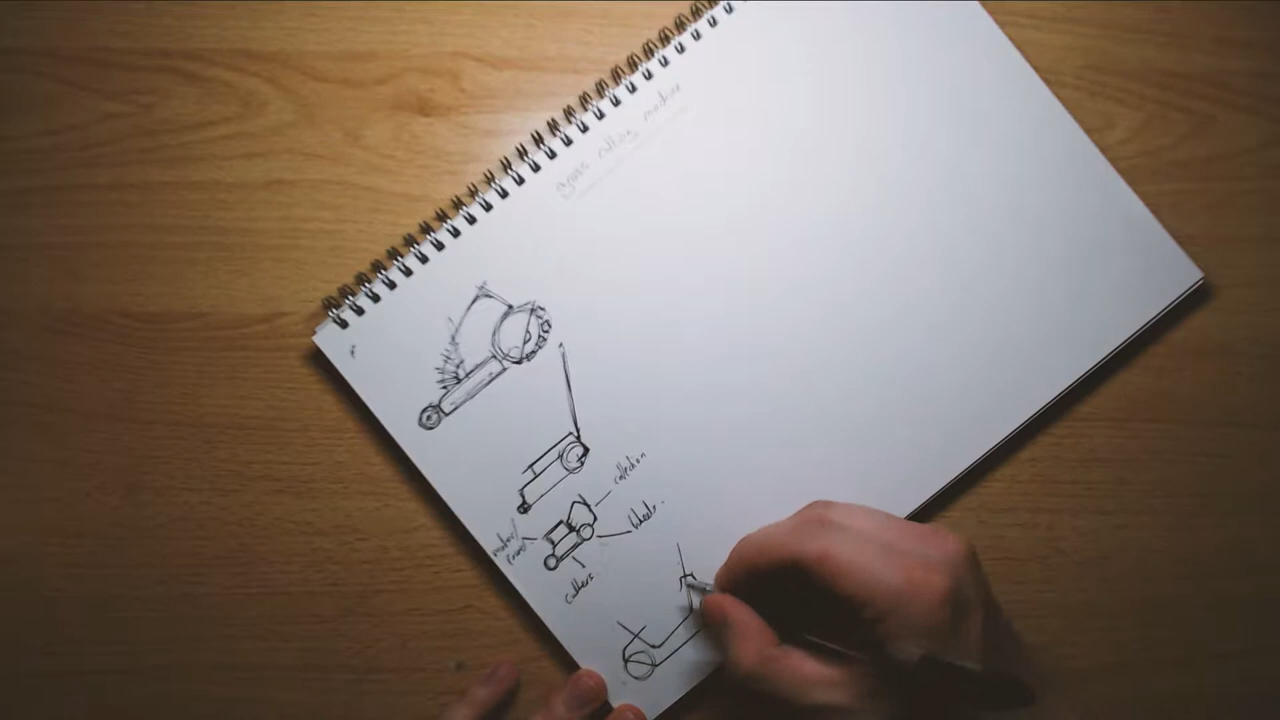 grass cutting machine
collection
Wheels.
motor/
cutters